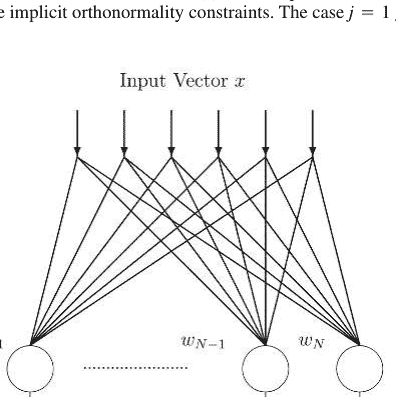 e implicit orthonormality constraints. The case j = 1
Input Vector x
w_{N-1} w_N